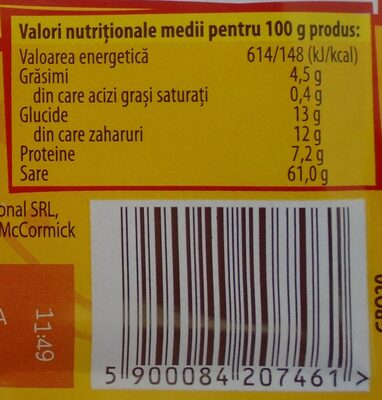 Valori nutriționale medii pentru 100 g produs:
Valoarea energetică 614/148 (kJ/kcal)
Grăsimi 4,5 g
din care acizi grași saturați 0,4 g
Glucide 13 g
din care zaharuri 12 g
Proteine 7,2 g
Sare 61,0 g
onal SRL,
McCormick
11:49
5 900084 207461 >